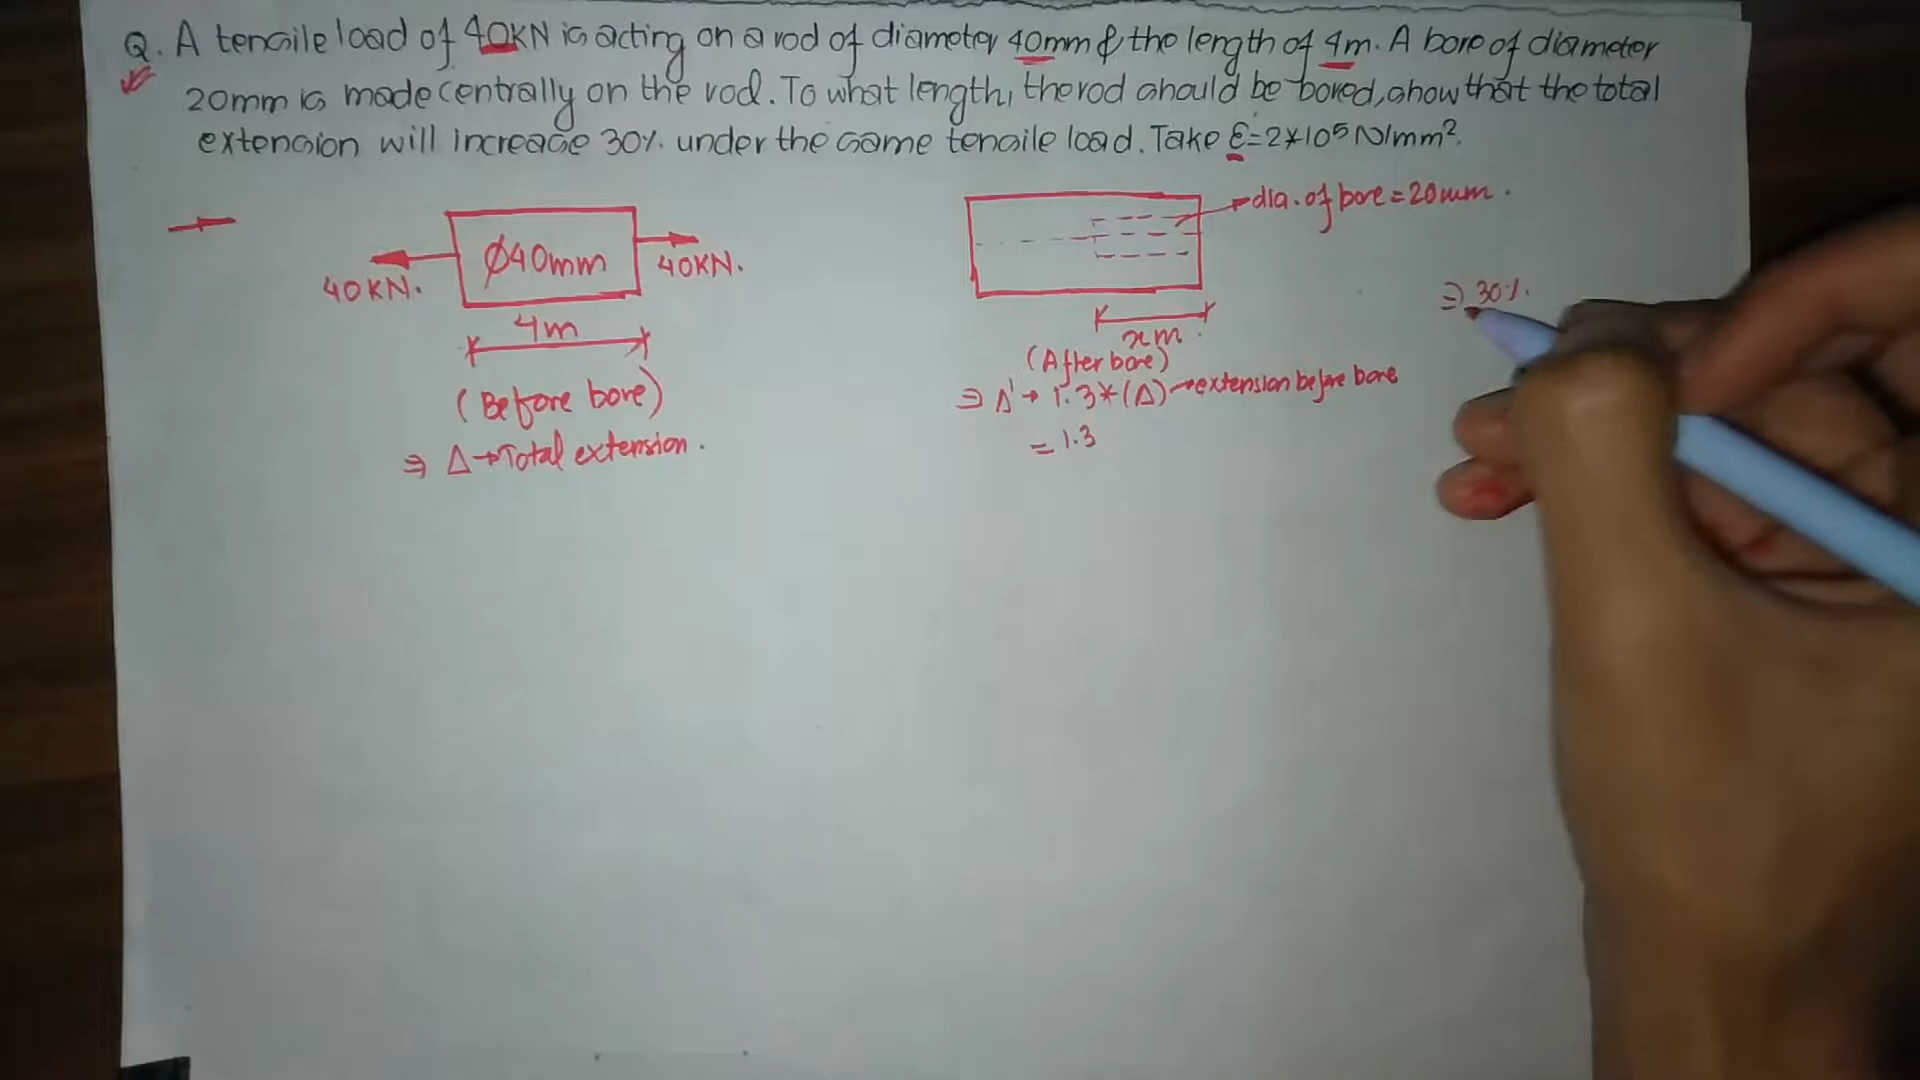 Q. A tensile load of 40KN is acting on a rod of diameter 40mm & the length of 4m. A bore of diameter
20mm is made centrally on the rod. To what length, the rod should be bored, show that the total
extension will increase 30% under the same tensile load. Take E=2*10⁵ N/mm².
→
dia. of bore = 20mm.
Ø40mm
40KN.
40KN.
4m
xm
⇒ 30%.
(Before bore)
(After bore)
⇒ Δ' → 1.3*(Δ) → extension before bore
= 1.3
⇒ Δ → Total extension.